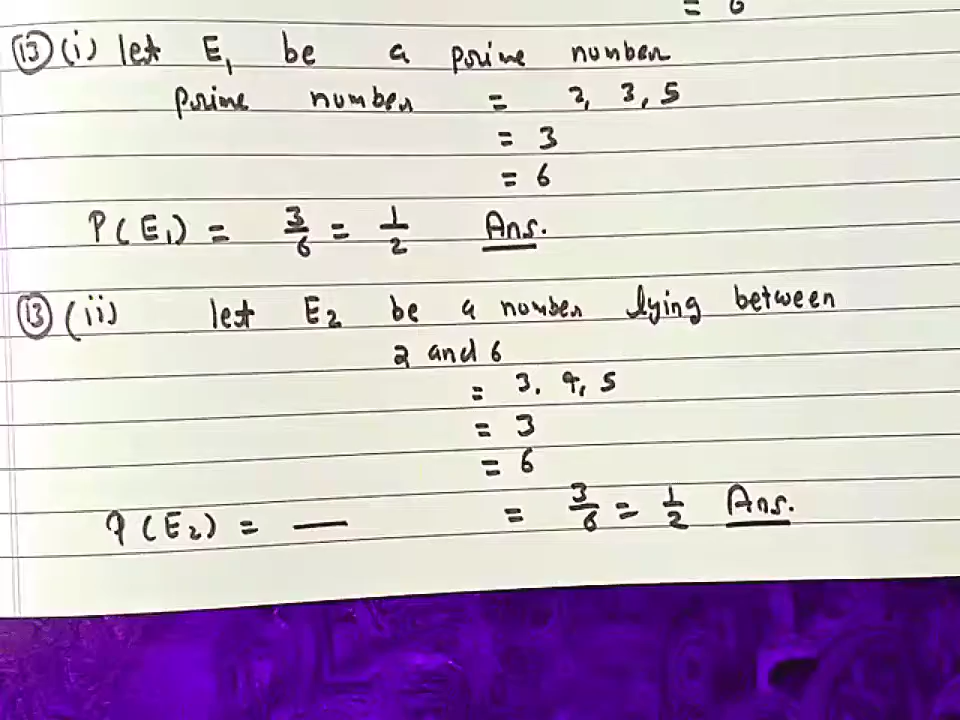 = 6
(13) (i) let E₁ be a prime number
prime number = 2, 3, 5
= 3
= 6
P(E₁) = 3/6 = 1/2 Ans.
(13) (ii) let E₂ be a number lying between
2 and 6
= 3, 4, 5
= 3
= 6
P(E₂) = — = 3/6 = 1/2 Ans.